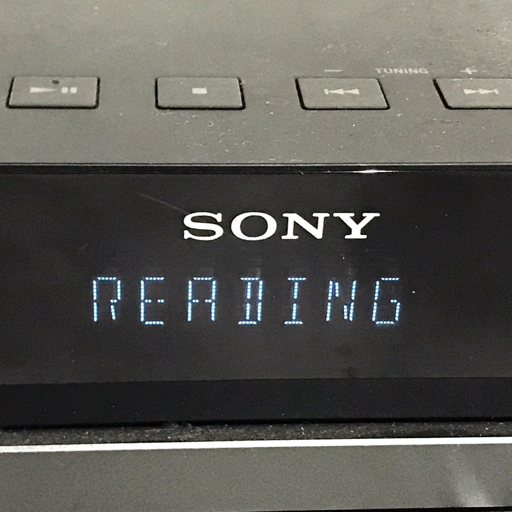 − TUNING +
SONY
READING